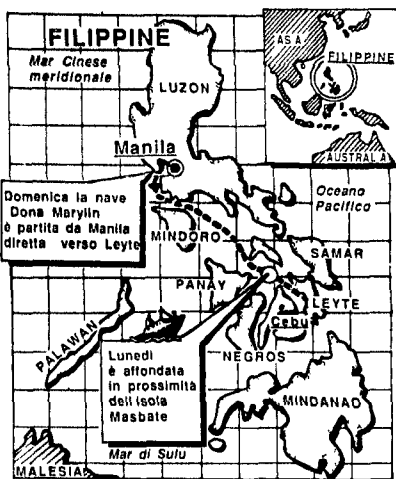 FILIPPINE
Mar Cinese
meridionale
LUZON
ASIA
FILIPPINE
AUSTRALIA
Manila
Domenica la nave
Dona Marylin
è partita da Manila
diretta verso Leyte
Oceano
Pacifico
MINDORO
SAMAR
PANAY
LEYTE
Cebu
PALAWAN
NEGROS
Lunedì
è affondata
in prossimità
dell'isola
Masbate
MINDANAO
Mar di Sulù
MALESIA